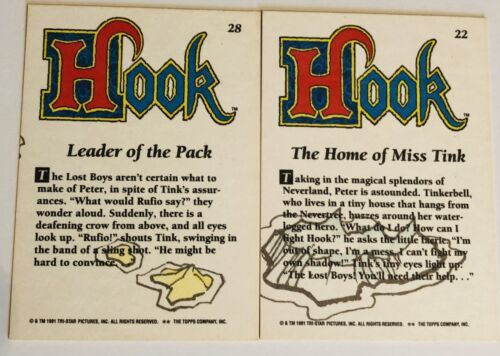 28
Hook™
Leader of the Pack
The Lost Boys aren't certain what to
make of Peter, in spite of Tink's assur-
ances. "What would Rufio say?" they
wonder aloud. Suddenly, there is a
deafening crow from above, and all eyes
look up. "Rufio!" shouts Tink, swinging in
the band of a sling shot. "He might be
hard to convince."
© & TM 1991 TRI-STAR PICTURES, INC. ALL RIGHTS RESERVED. ★★ THE TOPPS COMPANY, INC.
22
Hook™
The Home of Miss Tink
Taking in the magical splendors of
Neverland, Peter is astounded. Tinkerbell,
who lives in a tiny house that hangs from
the Nevertree, buzzes around her water-
logged hero. "What do I do? How can I
fight Hook?" he asks the little faery. "I'm
out of shape, I'm a mess, I can't fight my
own shadow!" Tink's tiny eyes light up.
"The Lost Boys! You'll need their help. . ."
© & TM 1991 TRI-STAR PICTURES, INC. ALL RIGHTS RESERVED. ★★ THE TOPPS COMPANY, INC.